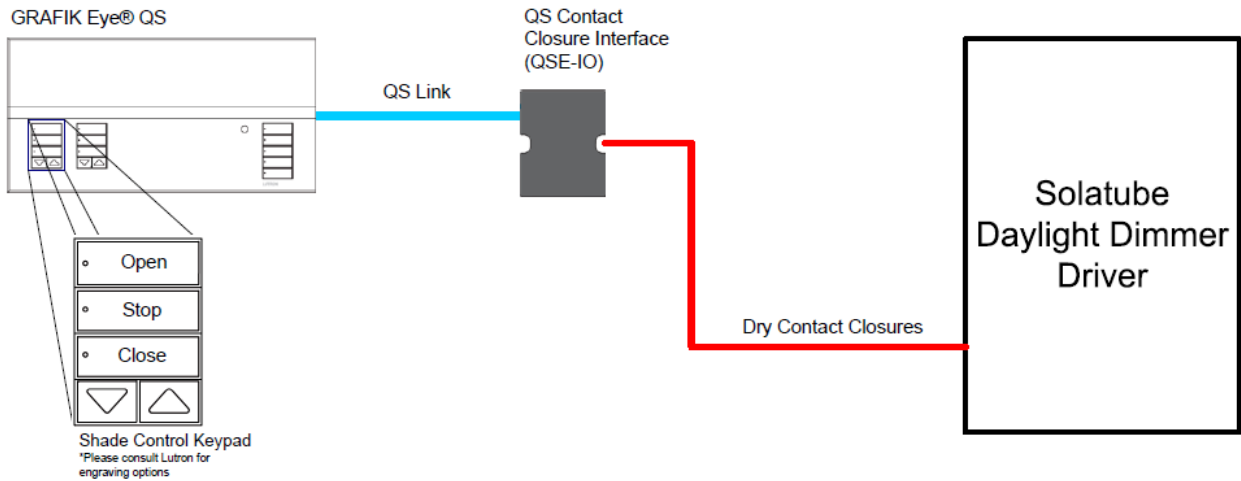 GRAFIK Eye® QS
QS Contact
Closure Interface
(QSE-IO)
QS Link
LUTRON
Solatube
Daylight Dimmer
Driver
Open
Stop
Close
Dry Contact Closures
Shade Control Keypad
*Please consult Lutron for
engraving options